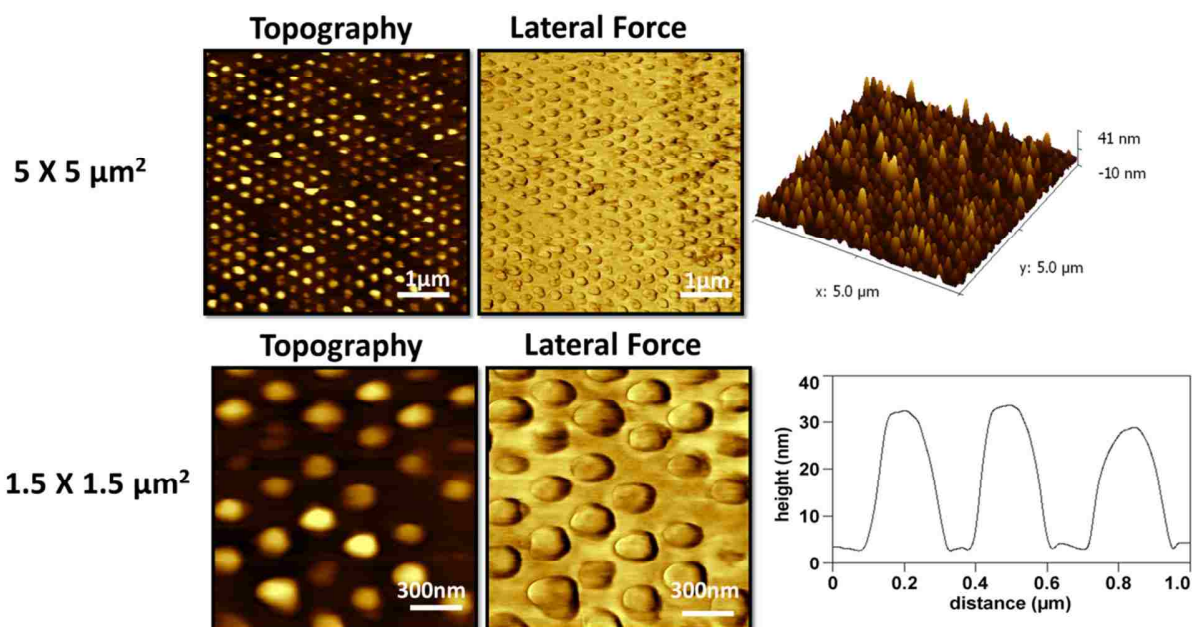 Topography
Lateral Force
5 X 5 µm²
1µm
1µm
41 nm
-10 nm
x: 5.0 µm
y: 5.0 µm
Topography
Lateral Force
1.5 X 1.5 µm²
300nm
300nm
height (nm)
40
30
20
10
0
0 0.2 0.4 0.6 0.8 1.0
distance (µm)